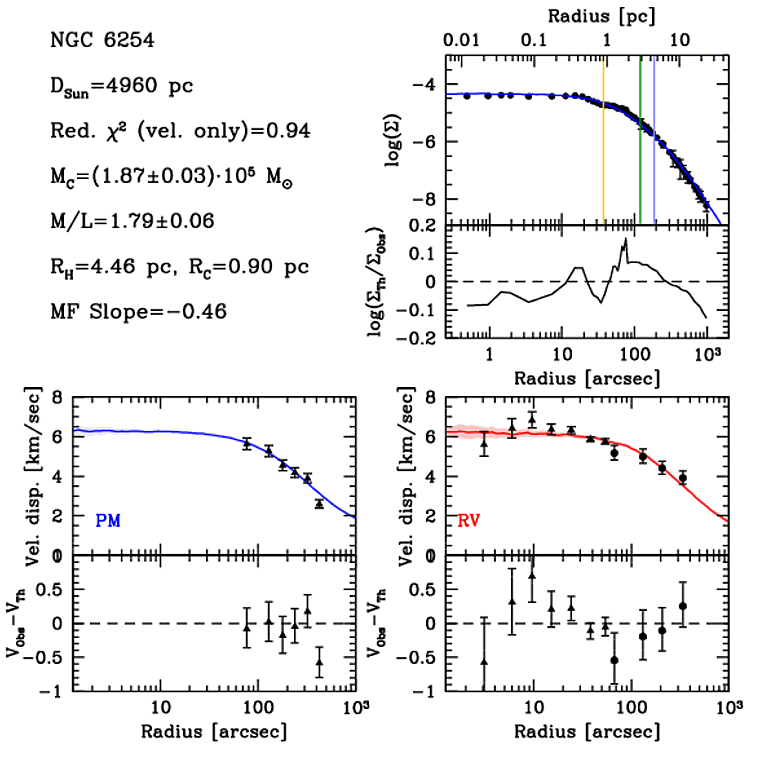 NGC 6254
D_Sun=4960 pc
Red. χ² (vel. only)=0.94
M_C=(1.87±0.03)·10⁵ M_⊙
M/L=1.79±0.06
R_H=4.46 pc, R_C=0.90 pc
MF Slope=−0.46
Radius [pc]
0.01 0.1 1 10
log(Σ)
−4
−6
−8
log(Σ_Th/Σ_Obs)
0.2
0.1
0
−0.1
−0.2
1 10 100 10³
Radius [arcsec]
Vel. disp. [km/sec]
8
6
4
2
0
PM
V_Obs−V_Th
0.5
0
−0.5
−1
10 100 10³
Radius [arcsec]
Vel. disp. [km/sec]
8
6
4
2
0
RV
V_Obs−V_Th
0.5
0
−0.5
−1
10 100 10³
Radius [arcsec]